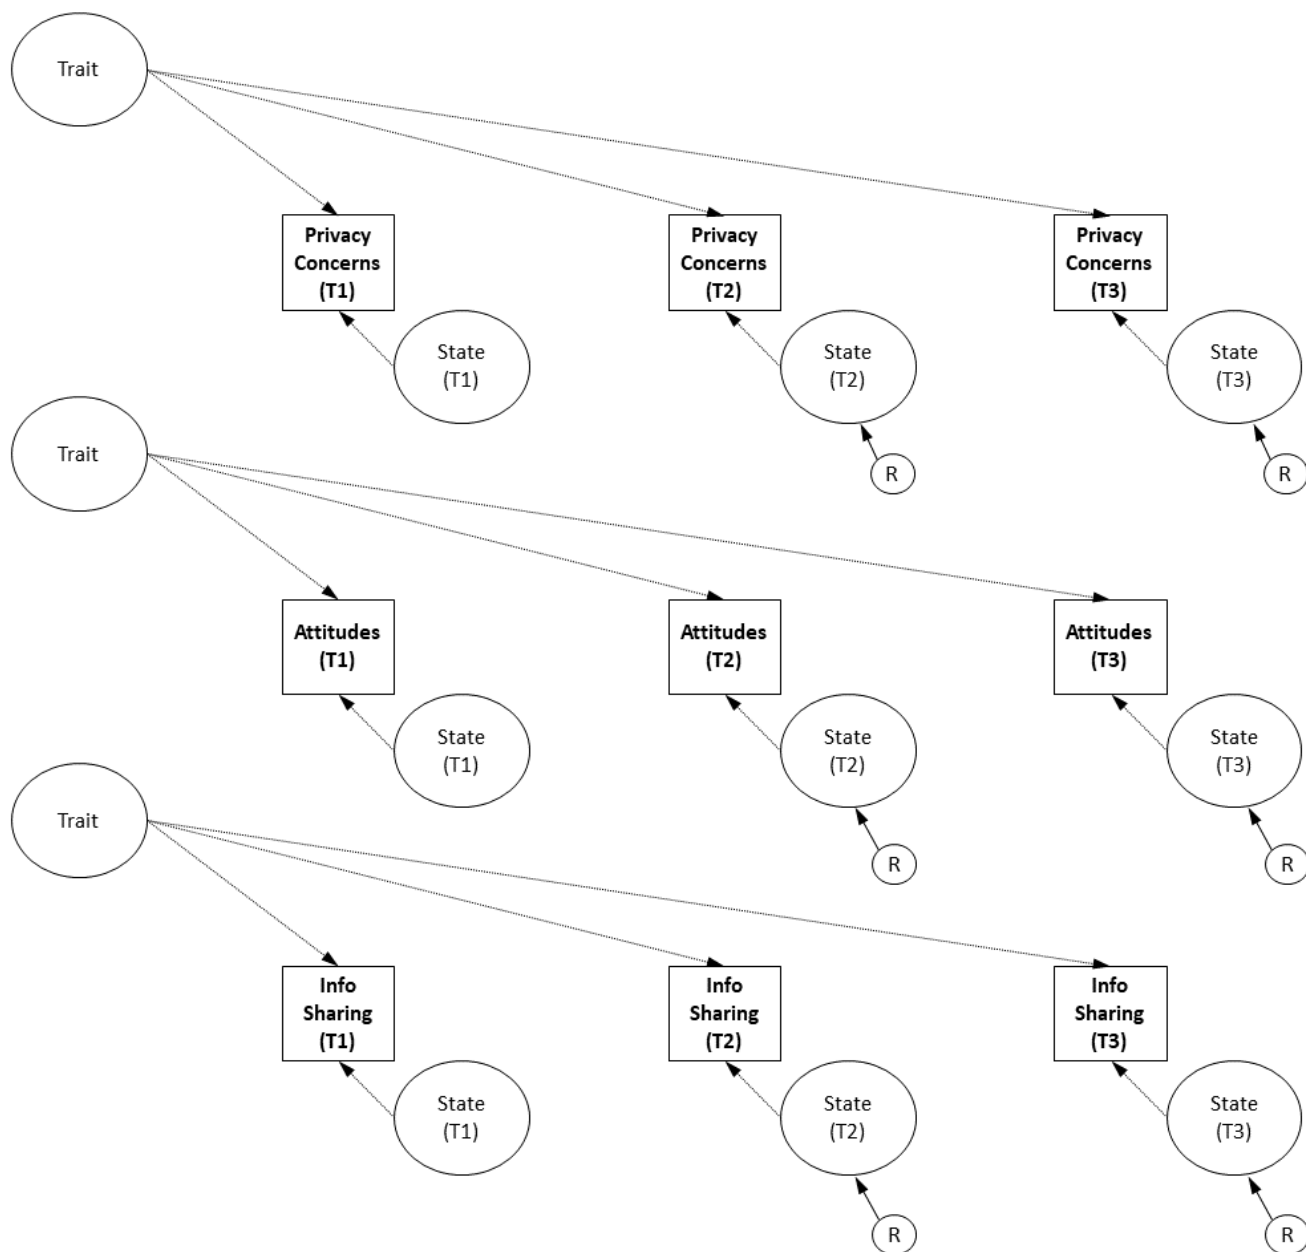 Trait
Privacy
Concerns
(T1)
Privacy
Concerns
(T2)
Privacy
Concerns
(T3)
State
(T1)
State
(T2)
State
(T3)
R
R
Trait
Attitudes
(T1)
Attitudes
(T2)
Attitudes
(T3)
State
(T1)
State
(T2)
State
(T3)
R
R
Trait
Info
Sharing
(T1)
Info
Sharing
(T2)
Info
Sharing
(T3)
State
(T1)
State
(T2)
State
(T3)
R
R